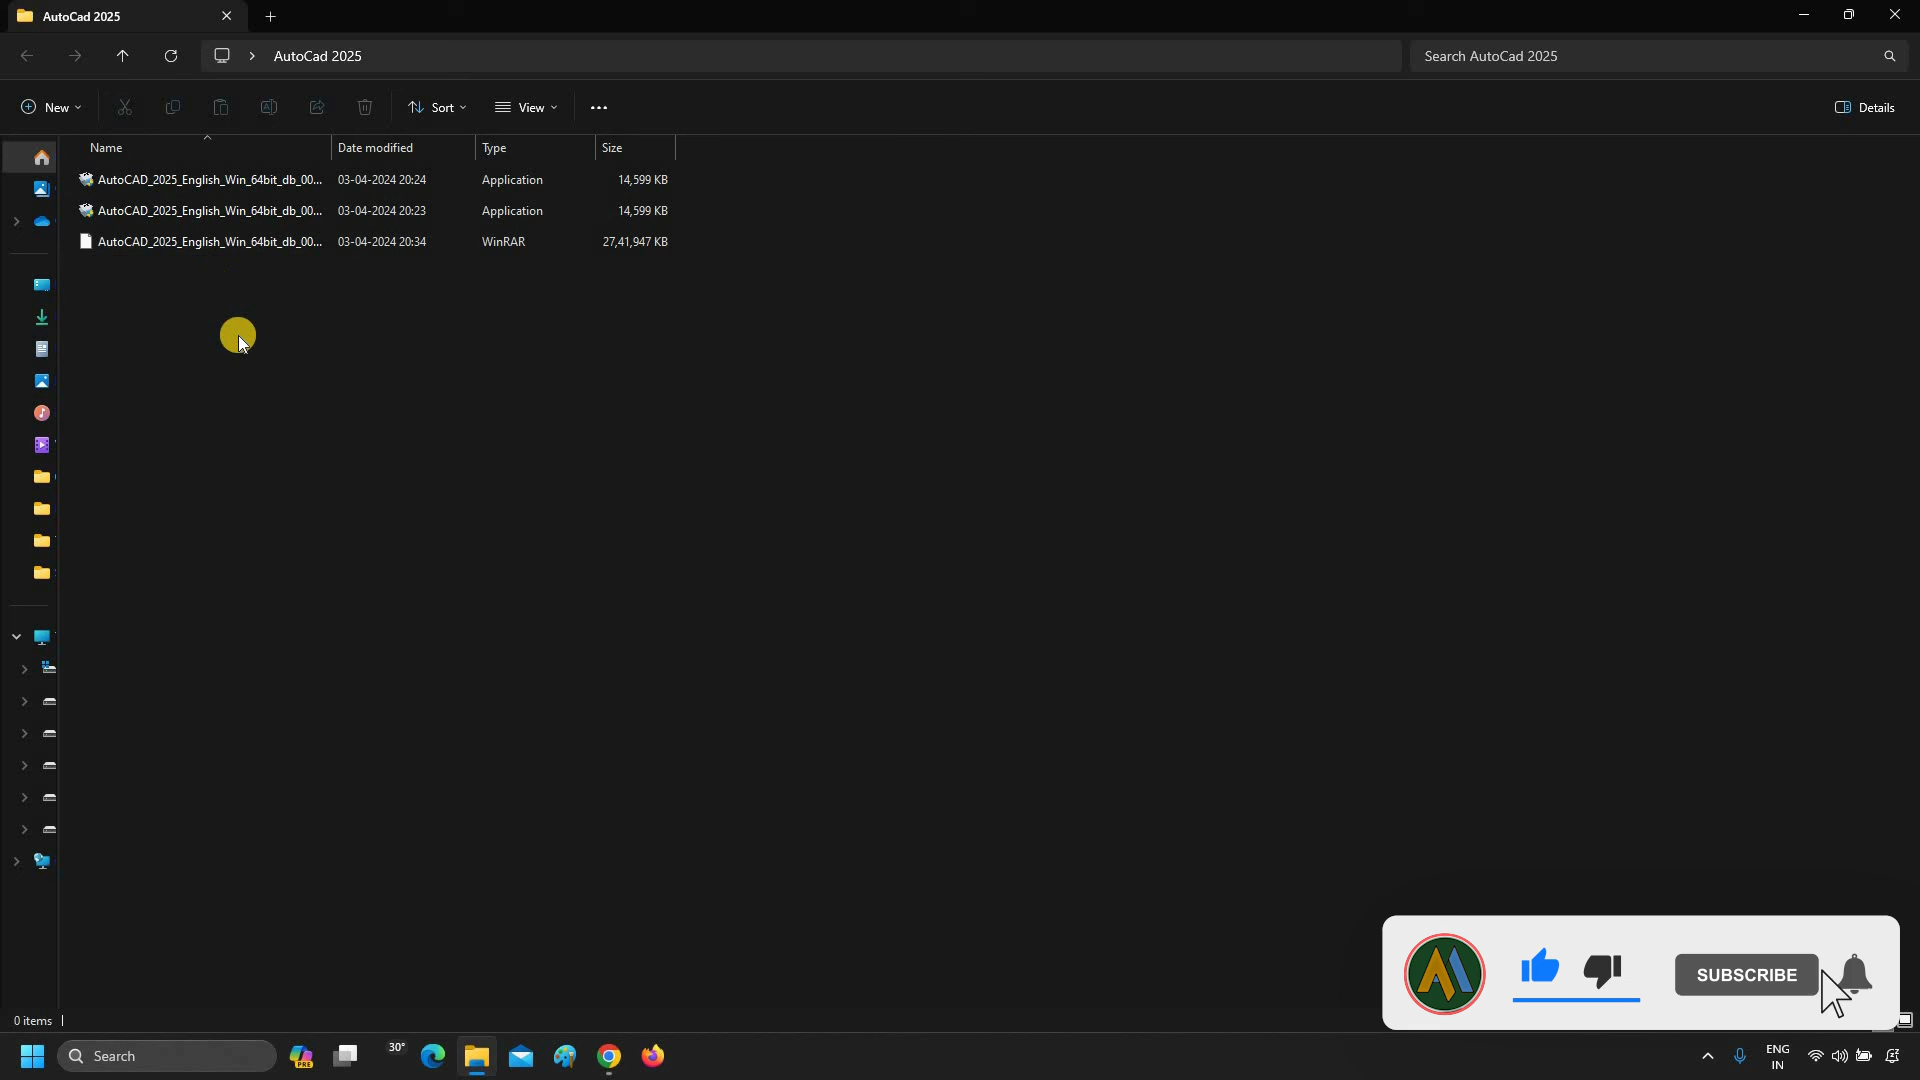 AutoCad 2025
AutoCad 2025
Search AutoCad 2025
New
Sort
View
Details
Name Date modified Type Size
AutoCAD_2025_English_Win_64bit_db_00... 03-04-2024 20:24 Application 14,599 KB
AutoCAD_2025_English_Win_64bit_db_00... 03-04-2024 20:23 Application 14,599 KB
AutoCAD_2025_English_Win_64bit_db_00... 03-04-2024 20:34 WinRAR 27,41,947 KB
SUBSCRIBE
0 items
Search
PRE
30°
ENG
IN